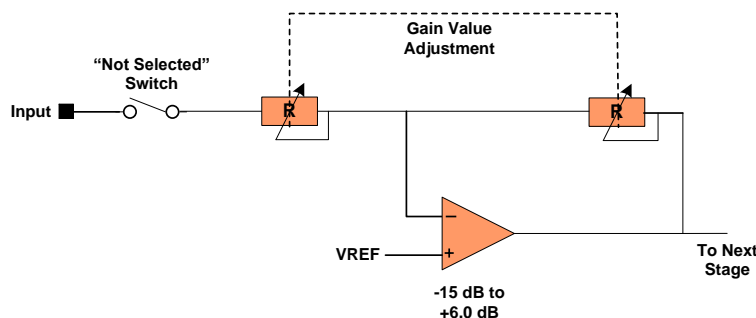 Gain Value
Adjustment
“Not Selected”
Switch
Input
R
R
−
VREF
+
To Next
Stage
-15 dB to
+6.0 dB